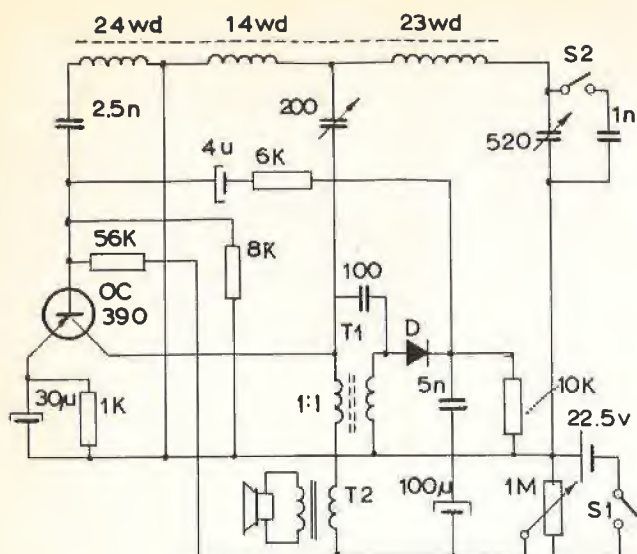 24wd 14wd 23wd
S2
2.5n 200 1n
520
4u 6K
56K
8K 100
OC
390
T1 D
1:1 5n
30µ 1K 10K
22.5v
T2 100µ 1M
S1